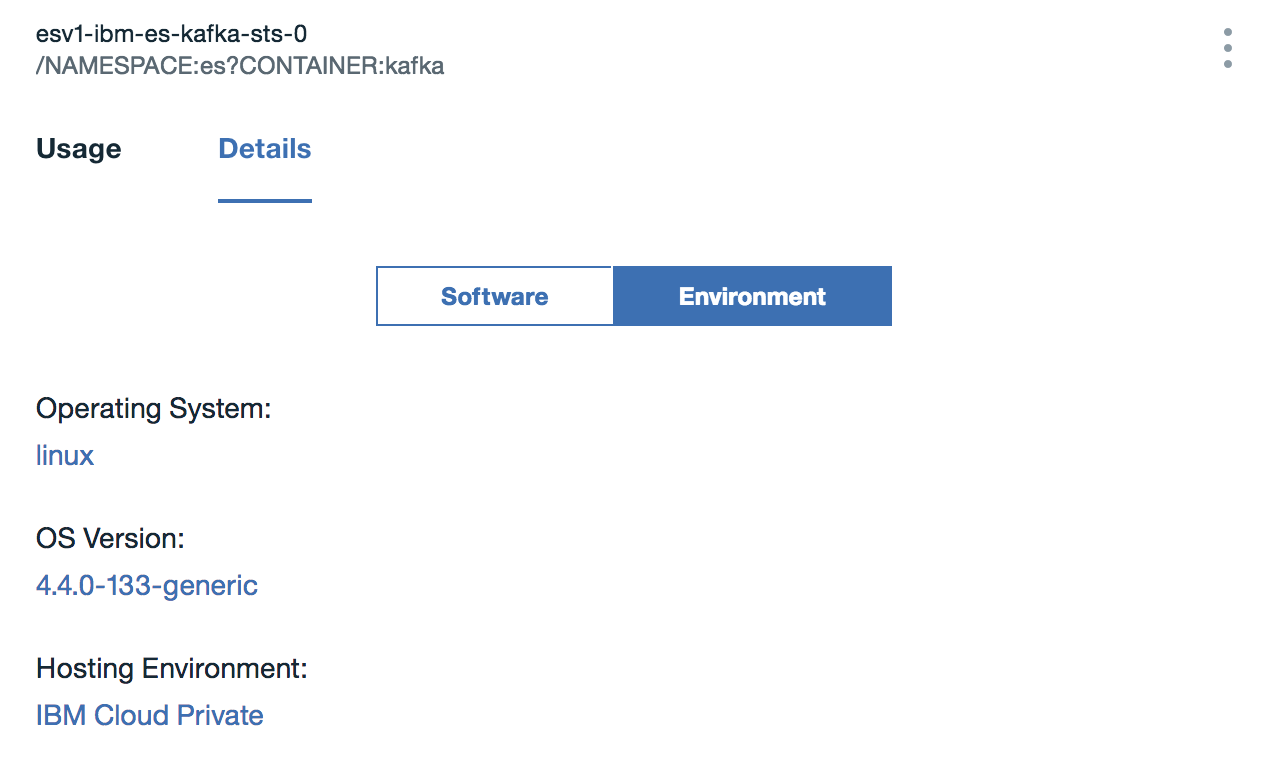 esv1-ibm-es-kafka-sts-0
/NAMESPACE:es?CONTAINER:kafka
Usage Details
Software Environment
Operating System:
linux
OS Version:
4.4.0-133-generic
Hosting Environment:
IBM Cloud Private